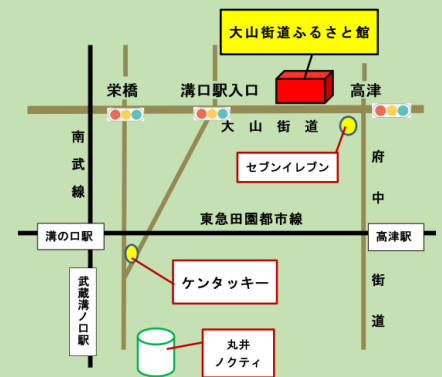 大山街道ふるさと館
栄橋
溝口駅入口
高津
大山街道
南武線
セブンイレブン
府中街道
東急田園都市線
溝の口駅
高津駅
武蔵溝ノ口駅
ケンタッキー
丸井
ノクティ